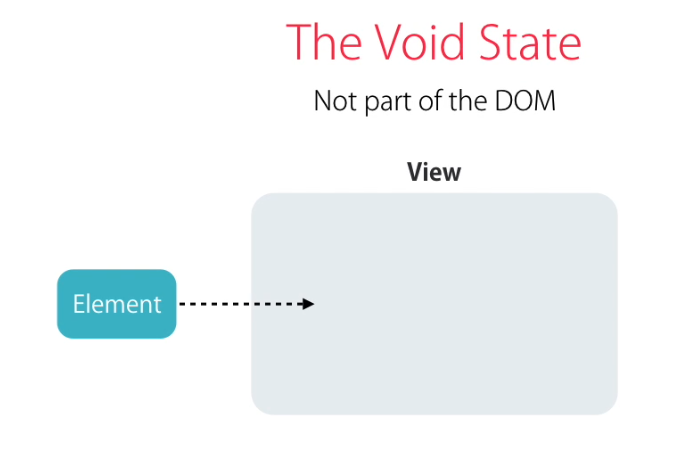 The Void State
Not part of the DOM
View
Element